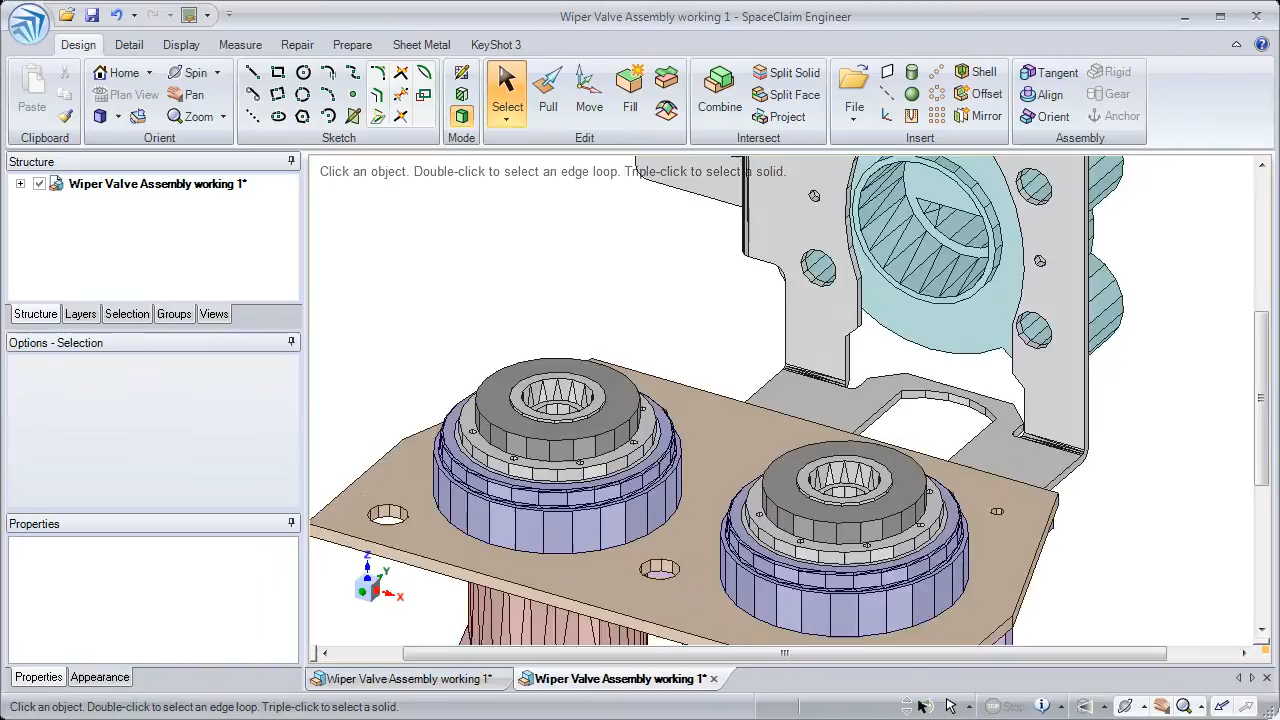 Wiper Valve Assembly working 1 - SpaceClaim Engineer
Design Detail Display Measure Repair Prepare Sheet Metal KeyShot 3
Paste
Clipboard
Home Spin
Plan View Pan
Zoom
Orient
Sketch
Mode
Select Pull Move Fill
Edit
Combine
Split Solid
Split Face
Project
Intersect
File
Shell
Offset
Mirror
Insert
Tangent Rigid
Align Gear
Orient Anchor
Assembly
Structure
Wiper Valve Assembly working 1*
Structure Layers Selection Groups Views
Options - Selection
Properties
Properties Appearance
Click an object. Double-click to select an edge loop. Triple-click to select a solid.
Z
Y
X
Wiper Valve Assembly working 1* Wiper Valve Assembly working 1*
Click an object. Double-click to select an edge loop. Triple-click to select a solid.
Stop